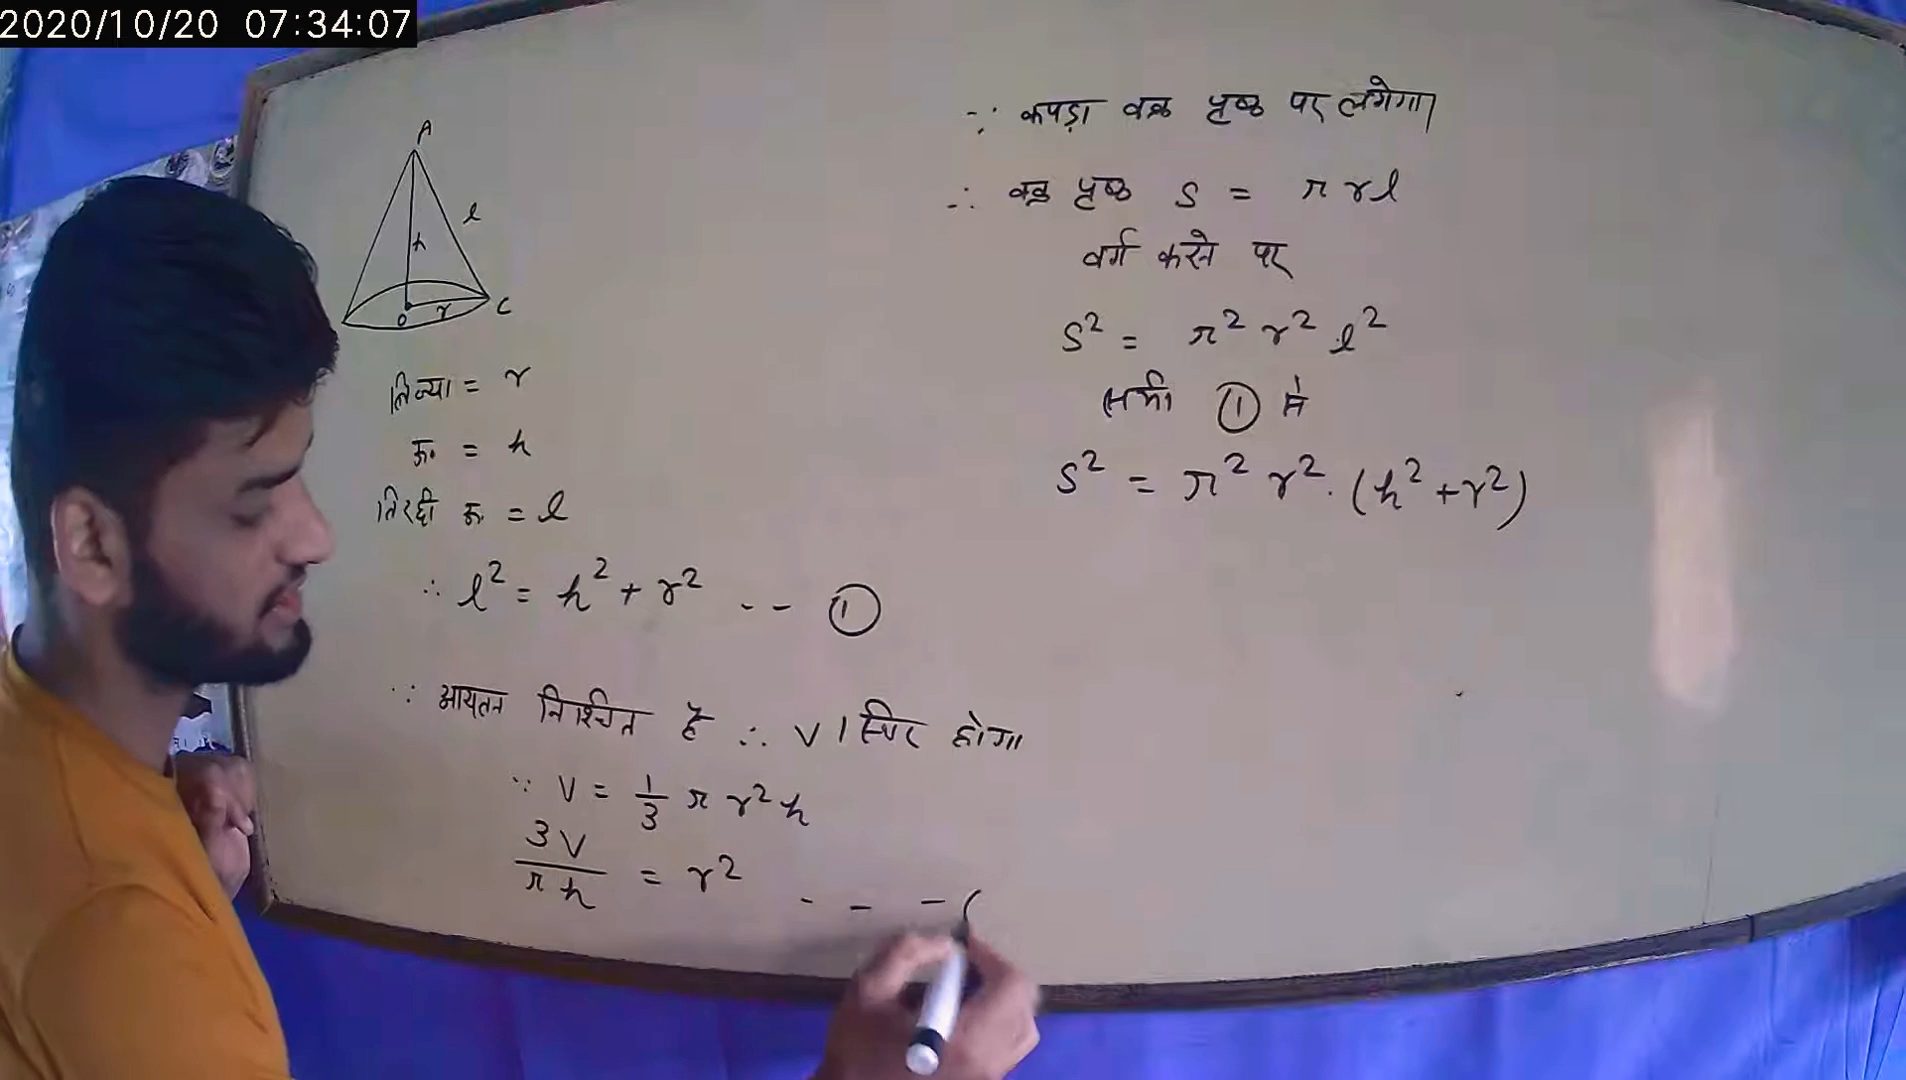 2020/10/20 07:34:07
A
l
h
r
O
C
त्रिज्या = r
ऊ॰ = h
तिरछी ऊ॰ = l
∴ l² = h² + r² -- ①
∵ आयतन निश्चित है ∴ V स्थिर होगा
∵ V = 1/3 π r² h
3V/πh = r² - - - (
∵ कपड़ा वक्र पृष्ठ पर लगेगा।
∴ वक्र पृष्ठ S = π r l
वर्ग करने पर
S² = π² r² l²
समी ① से
S² = π² r² . (h² + r²)